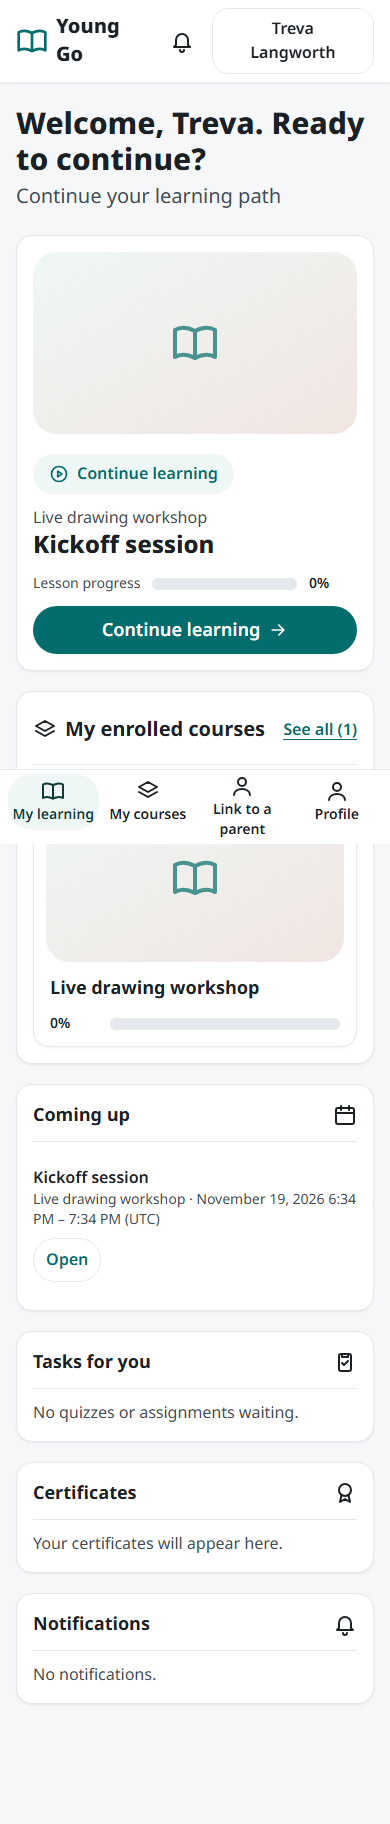 Young
Go
Treva
Langworth
Welcome, Treva. Ready
to continue?
Continue your learning path
Continue learning
Live drawing workshop
Kickoff session
Lesson progress 0%
Continue learning
My enrolled courses See all (1)
My learning
My courses
Link to a
parent
Profile
Live drawing workshop
0%
Coming up
Kickoff session
Live drawing workshop · November 19, 2026 6:34
PM – 7:34 PM (UTC)
Open
Tasks for you
No quizzes or assignments waiting.
Certificates
Your certificates will appear here.
Notifications
No notifications.